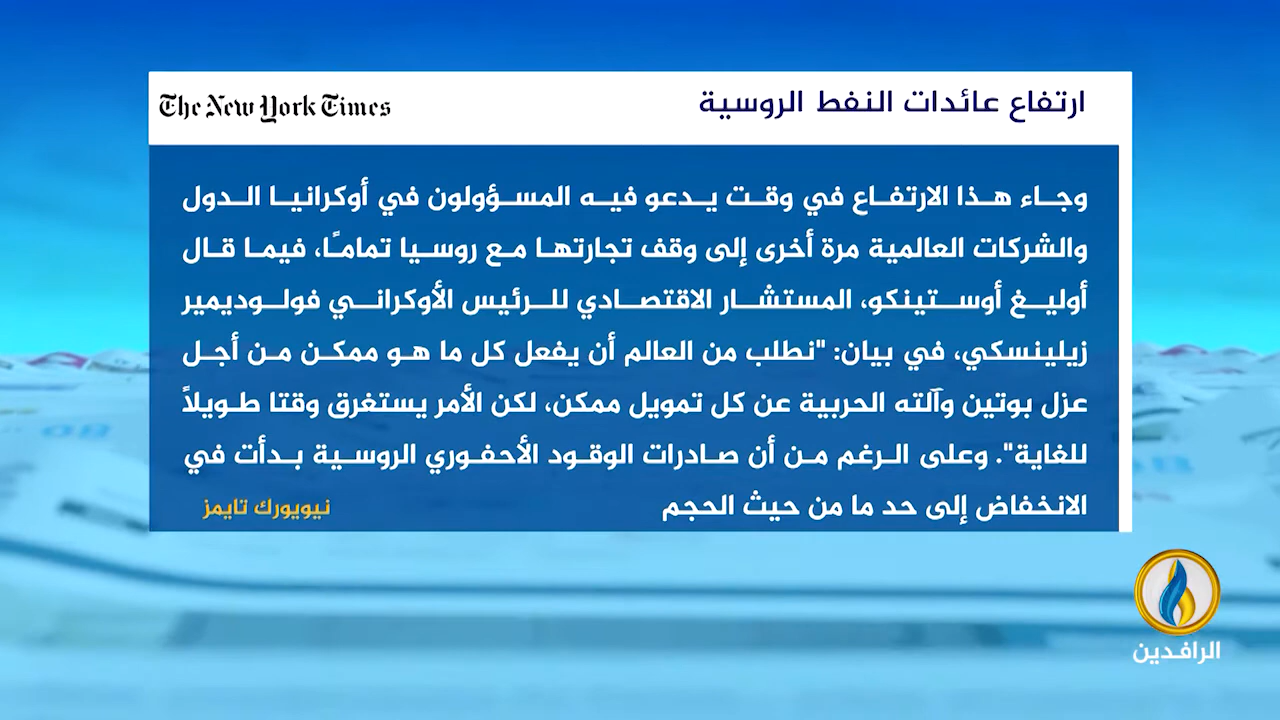 The New York Times
ارتفاع عائدات النفط الروسية
وجاء هذا الارتفاع في وقت يدعو فيه المسؤولون في أوكرانيا الدول
والشركات العالمية مرة أخرى إلى وقف تجارتها مع روسيا تمامًا، فيما قال
أوليغ أوستينكو، المستشار الاقتصادي للرئيس الأوكراني فولوديمير
زيلينسكي، في بيان: "نطلب من العالم أن يفعل كل ما هو ممكن من أجل
عزل بوتين وآلته الحربية عن كل تمويل ممكن، لكن الأمر يستغرق وقتا طويلاً
للغاية". وعلى الرغم من أن صادرات الوقود الأحفوري الروسية بدأت في
الانخفاض إلى حد ما من حيث الحجم
نيويورك تايمز
الرافدين